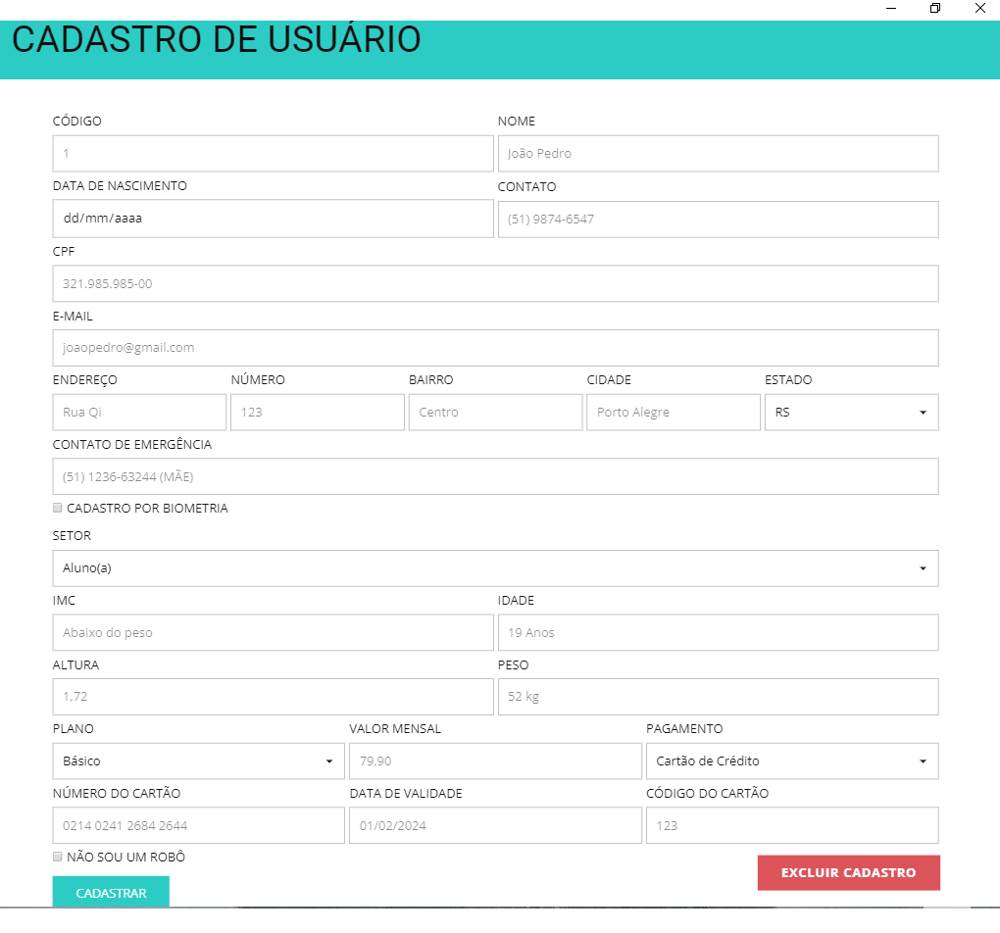 CADASTRO DE USUÁRIO
CÓDIGO NOME
1 João Pedro
DATA DE NASCIMENTO CONTATO
dd/mm/aaaa (51) 9874-6547
CPF
321.985.985-00
E-MAIL
joaopedro@gmail.com
ENDEREÇO NÚMERO BAIRRO CIDADE ESTADO
Rua Qi 123 Centro Porto Alegre RS
CONTATO DE EMERGÊNCIA
(51) 1236-63244 (MÃE)
CADASTRO POR BIOMETRIA
SETOR
Aluno(a)
IMC IDADE
Abaixo do peso 19 Anos
ALTURA PESO
1,72 52 kg
PLANO VALOR MENSAL PAGAMENTO
Básico 79,90 Cartão de Crédito
NÚMERO DO CARTÃO DATA DE VALIDADE CÓDIGO DO CARTÃO
0214 0241 2684 2644 01/02/2024 123
NÃO SOU UM ROBÔ
EXCLUIR CADASTRO
CADASTRAR